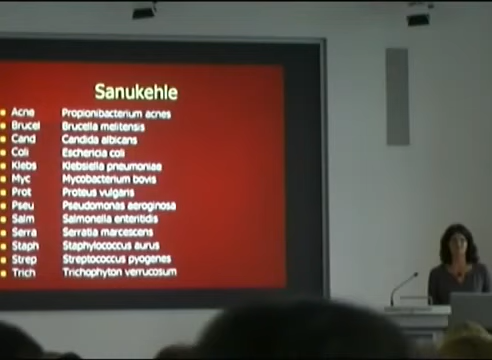 Sanukehle
Acne Propionibacterium acnes
Brucel Brucella melitensis
Cand Candida albicans
Coli Eschericia coli
Klebs Klebsiella pneumoniae
Myc Mycobacterium bovis
Prot Proteus vulgaris
Pseu Pseudomonas aeroginosa
Salm Salmonella enteritidis
Serra Serratia marcescens
Staph Staphylococcus aurus
Strep Streptococcus pyogenes
Trich Trichophyton verrucosum